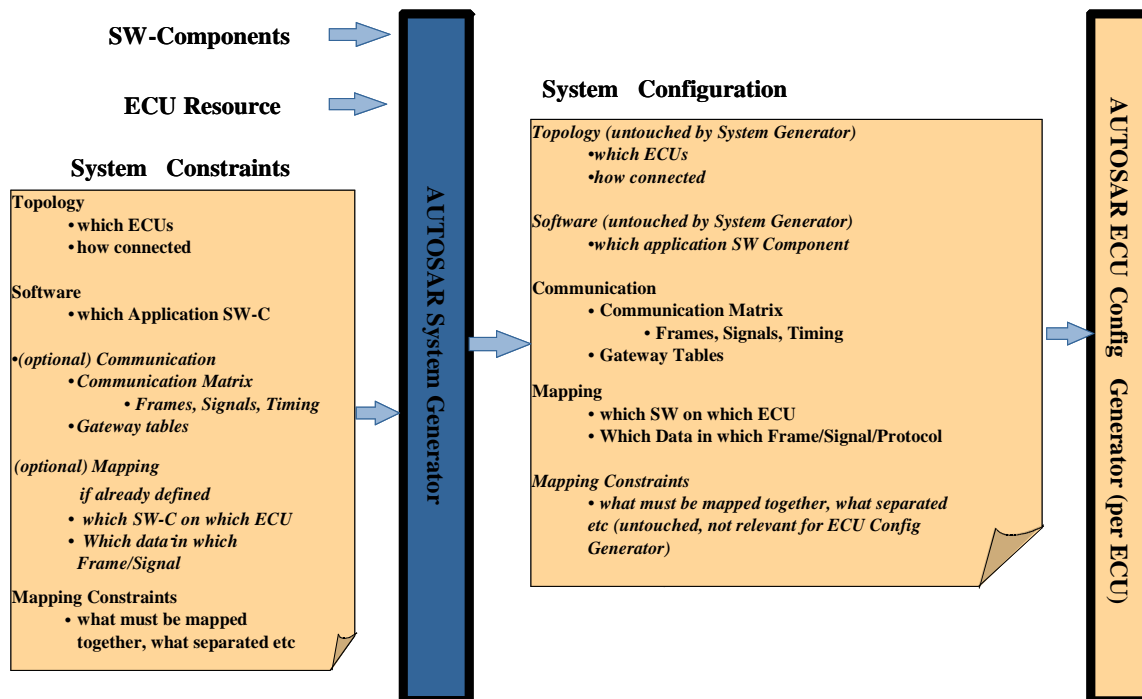 SW-Components
ECU Resource
System Constraints
Topology
•which ECUs
• how connected
Software
• which Application SW-C
•(optional) Communication
•Communication Matrix
• Frames, Signals, Timing
•Gateway tables
(optional) Mapping
if already defined
• which SW-C on which ECU
• Which data in which
Frame/Signal
Mapping Constraints
• what must be mapped
together, what separated etc
AUTOSAR System Generator
System Configuration
Topology (untouched by System Generator)
•which ECUs
•how connected
Software (untouched by System Generator)
•which application SW Component
Communication
• Communication Matrix
• Frames, Signals, Timing
• Gateway Tables
Mapping
• which SW on which ECU
• Which Data in which Frame/Signal/Protocol
Mapping Constraints
• what must be mapped together, what separated
etc (untouched, not relevant for ECU Config
Generator)
AUTOSAR ECU Config Generator (per ECU)